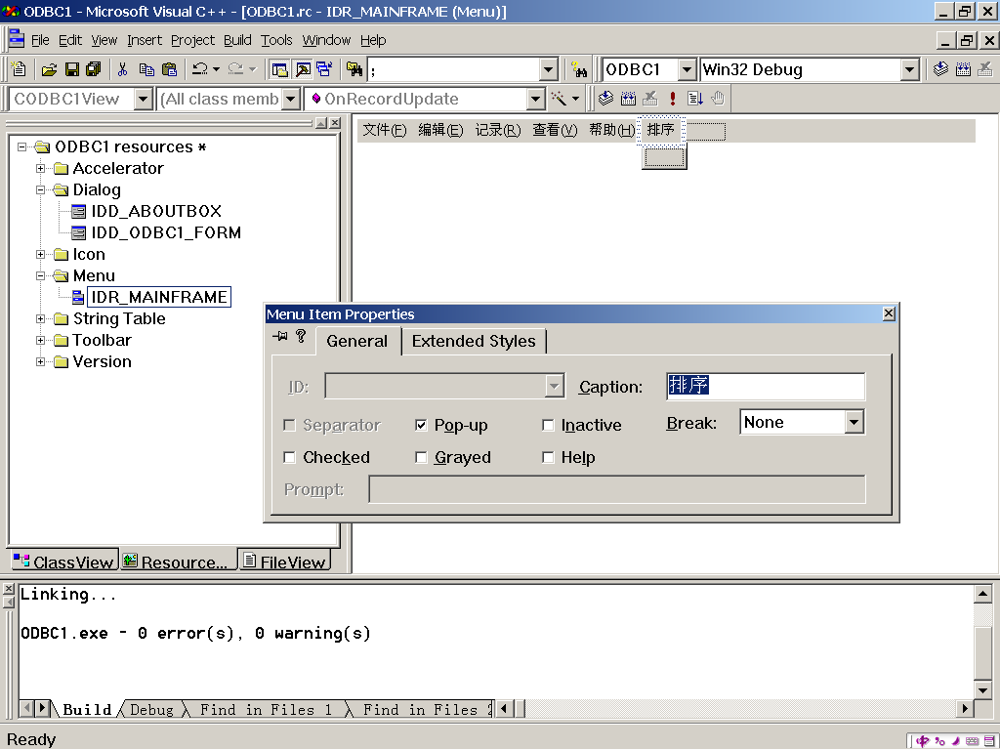 ODBC1 - Microsoft Visual C++ - [ODBC1.rc - IDR_MAINFRAME (Menu)]
File Edit View Insert Project Build Tools Window Help
; ODBC1 Win32 Debug
CODBC1View (All class memb OnRecordUpdate
文件(F) 编辑(E) 记录(R) 查看(V) 帮助(H) 排序
ODBC1 resources *
Accelerator
Dialog
IDD_ABOUTBOX
IDD_ODBC1_FORM
Icon
Menu
IDR_MAINFRAME
String Table
Toolbar
Version
Menu Item Properties
? General Extended Styles
ID: Caption: 排序
Separator Pop-up Inactive Break: None
Checked Grayed Help
Prompt:
ClassView Resource... FileView
Linking...
ODBC1.exe - 0 error(s), 0 warning(s)
Build Debug Find in Files 1 Find in Files 2
Ready 中